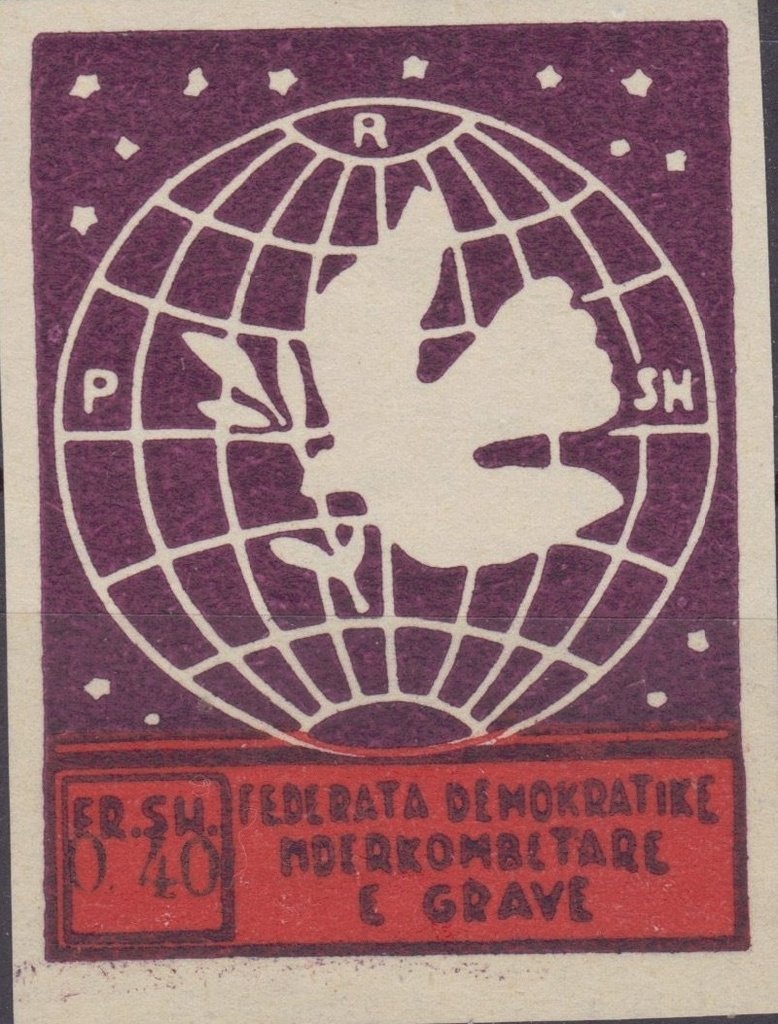 R
P SH
FR.SH.
0.40
FEDERATA DEMOKRATIKE
NDERKOMBETARE
E GRAVE